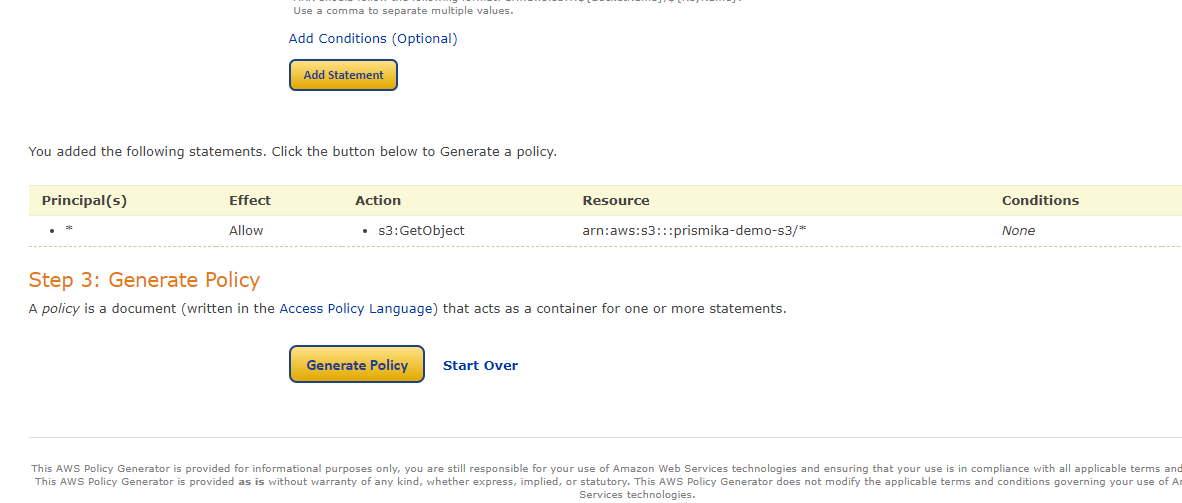 Use a comma to separate multiple values.
Add Conditions (Optional)
Add Statement
You added the following statements. Click the button below to Generate a policy.
Principal(s) Effect Action Resource Conditions
• * Allow • s3:GetObject arn:aws:s3:::prismika-demo-s3/* None
Step 3: Generate Policy
A policy is a document (written in the Access Policy Language) that acts as a container for one or more statements.
Generate Policy Start Over
This AWS Policy Generator is provided for informational purposes only, you are still responsible for your use of Amazon Web Services technologies and ensuring that your use is in compliance with all applicable terms and
This AWS Policy Generator is provided as is without warranty of any kind, whether express, implied, or statutory. This AWS Policy Generator does not modify the applicable terms and conditions governing your use of
Services technologies.